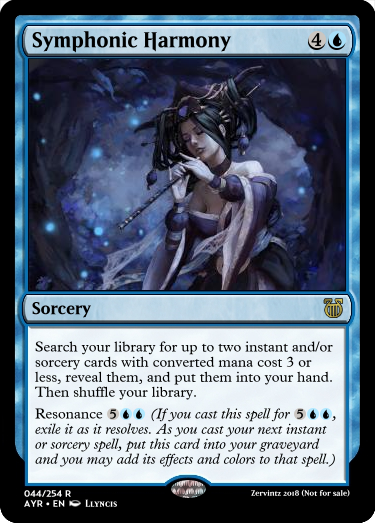 Symphonic Harmony 4
Sorcery
Search your library for up to two instant and/or
sorcery cards with converted mana cost 3 or
less, reveal them, and put them into your hand.
Then shuffle your library.
Resonance 5 (If you cast this spell for 5,
exile it as it resolves. As you cast your next
instant or sorcery spell, put this card into your graveyard
and you may add its effects and colors to that spell.)
044/254 R
AYR • EN Llyncis
Zervintz 2018 (Not for sale)